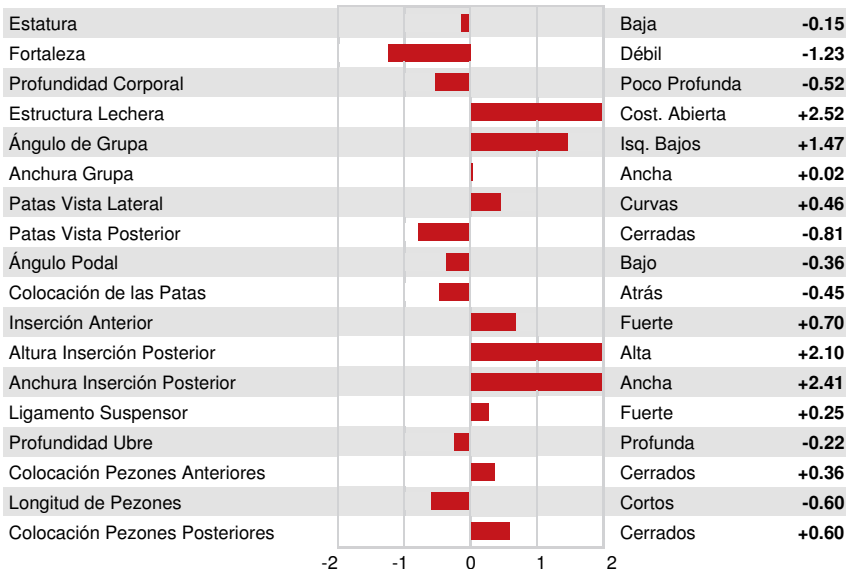 Estatura Baja -0.15
Fortaleza Débil -1.23
Profundidad Corporal Poco Profunda -0.52
Estructura Lechera Cost. Abierta +2.52
Ángulo de Grupa Isq. Bajos +1.47
Anchura Grupa Ancha +0.02
Patas Vista Lateral Curvas +0.46
Patas Vista Posterior Cerradas -0.81
Ángulo Podal Bajo -0.36
Colocación de las Patas Atrás -0.45
Inserción Anterior Fuerte +0.70
Altura Inserción Posterior Alta +2.10
Anchura Inserción Posterior Ancha +2.41
Ligamento Suspensor Fuerte +0.25
Profundidad Ubre Profunda -0.22
Colocación Pezones Anteriores Cerrados +0.36
Longitud de Pezones Cortos -0.60
Colocación Pezones Posteriores Cerrados +0.60
-2 -1 0 1 2